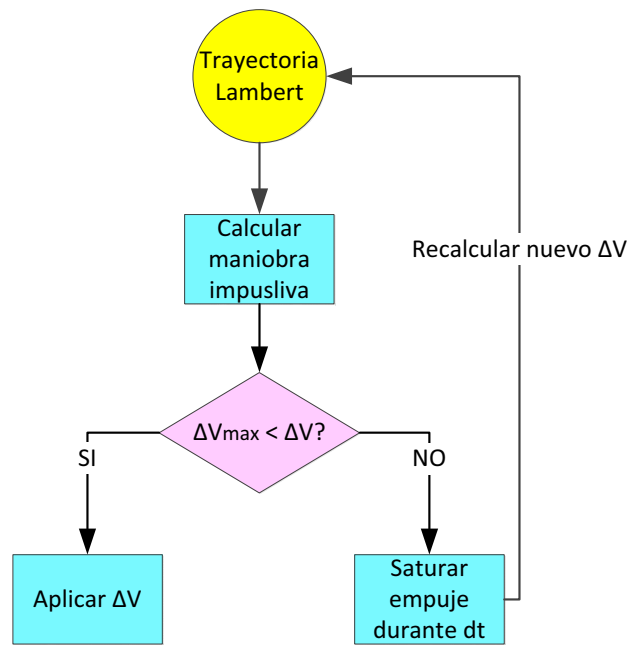 Trayectoria
Lambert
Calcular
maniobra
impusliva
Recalcular nuevo ΔV
ΔVmax < ΔV?
SI
NO
Aplicar ΔV
Saturar
empuje
durante dt